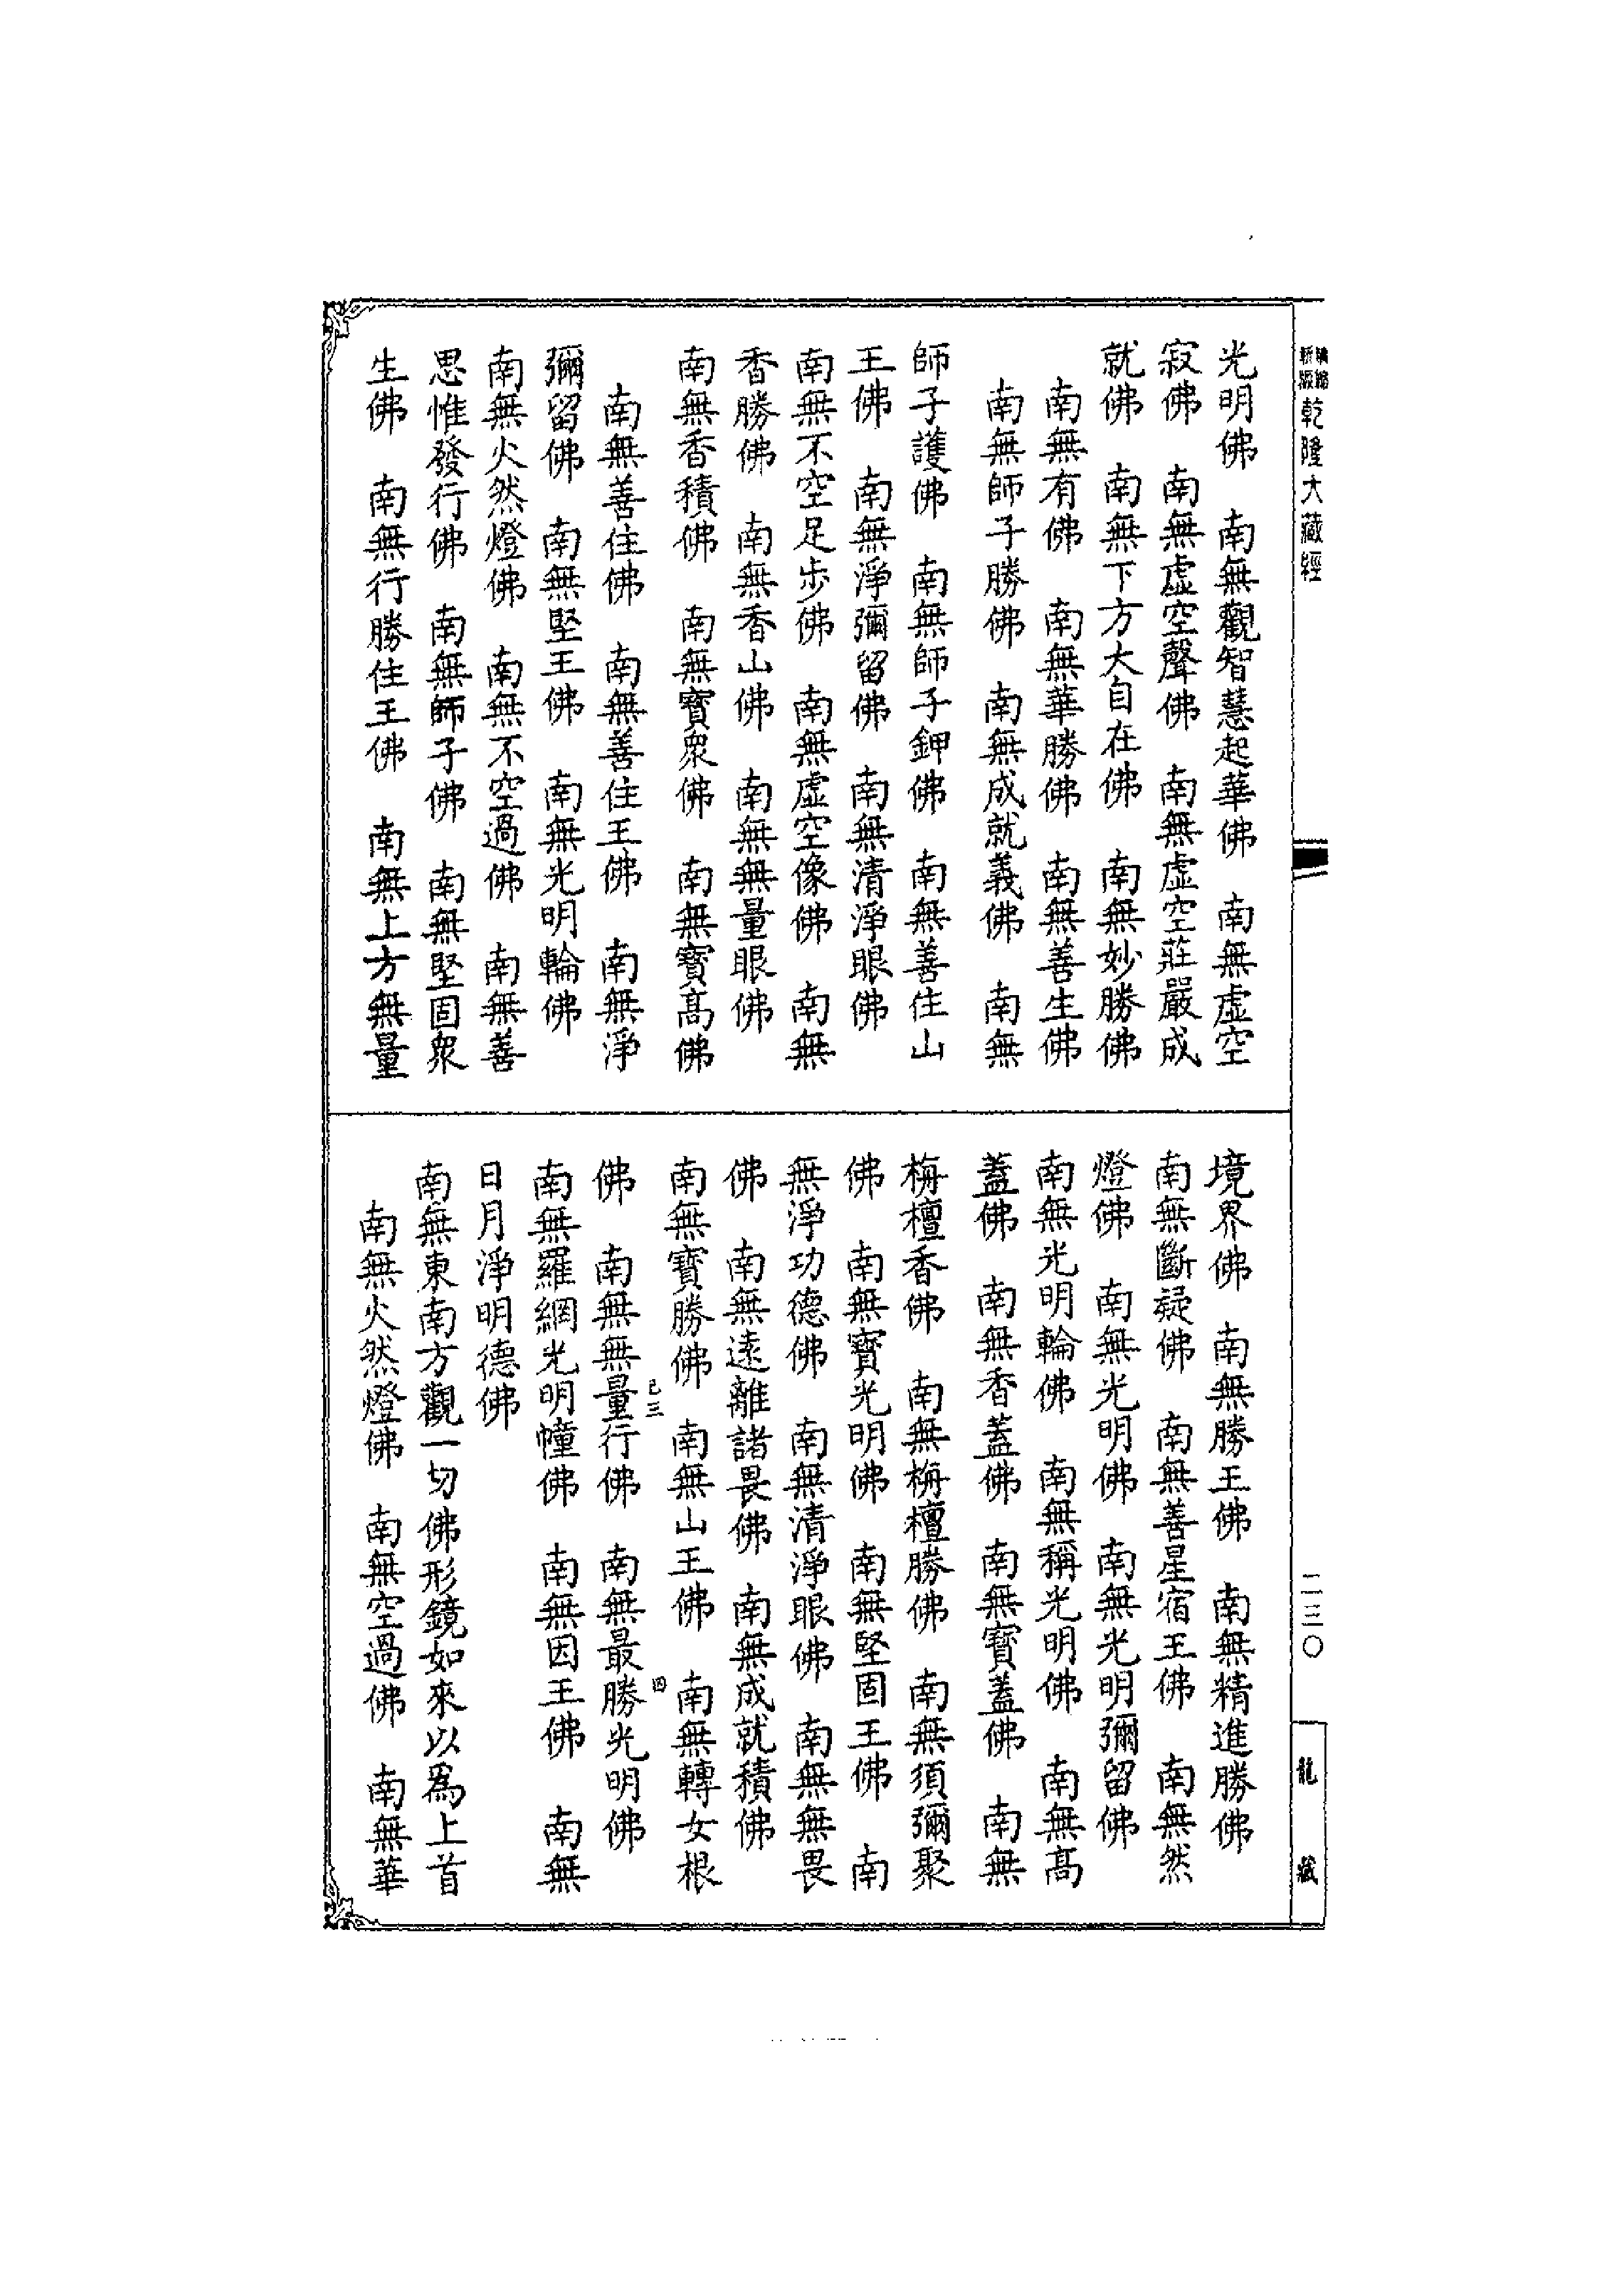 新編縮版 乾隆大藏經
光明佛　南無觀智慧起華佛　南無虛空
寂佛　南無虛空聲佛　南無虛空莊嚴成
就佛　南無下方大自在佛　南無妙勝佛
南無有佛　南無華勝佛　南無善生佛
南無師子勝佛　南無成就義佛　南無
師子護佛　南無師子鉀佛　南無善住山
王佛　南無淨彌留佛　南無清淨眼佛
南無不空足步佛　南無虛空像佛　南無
香勝佛　南無香山佛　南無無量眼佛
南無香積佛　南無寶衆佛　南無寶高佛
南無善住佛　南無善住王佛　南無淨
彌留佛　南無堅王佛　南無光明輪佛
南無火然燈佛　南無不空過佛　南無善
思惟發行佛　南無師子佛　南無堅固衆
生佛　南無行勝住王佛　南無上方無量
境界佛　南無勝王佛　南無精進勝佛
南無斷疑佛　南無善星宿王佛　南無然
燈佛　南無光明佛　南無光明彌留佛
南無光明輪佛　南無稱光明佛　南無高
蓋佛　南無香蓋佛　南無寶蓋佛　南無
栴檀香佛　南無栴檀勝佛　南無須彌聚
佛　南無寶光明佛　南無堅固王佛　南
無淨功德佛　南無清淨眼佛　南無無畏
佛　南無遠離諸畏佛　南無成就積佛
南無寶勝佛　南無山王佛　南無轉女根
己三　四
佛　南無無量行佛　南無最勝光明佛
南無羅網光明幢佛　南無因王佛　南無
日月淨明德佛
南無東南方觀一切佛形鏡如來以爲上首
南無火然燈佛　南無空過佛　南無華
二三〇
龍藏